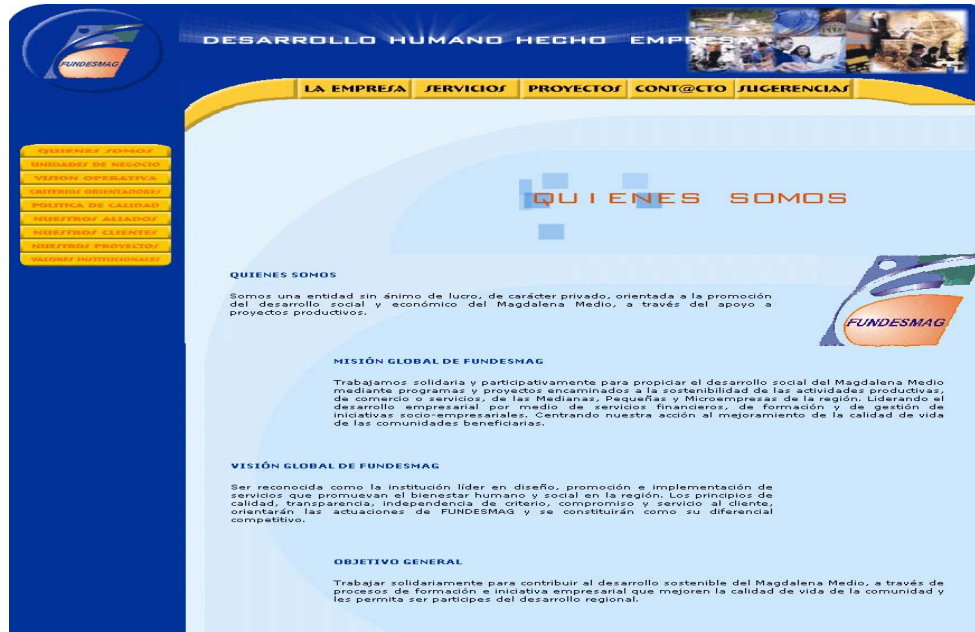 FUNDESMAG
DESARROLLO HUMANO HECHO EMPRESA
LA EMPRESA SERVICIOS PROYECTOS CONT@CTO SUGERENCIAS
QUIENES SOMOS
UNIDADES DE NEGOCIO
VISION OPERATIVA
CRITERIOS ORIENTADORES
POLITICA DE CALIDAD
NUESTROS ALIADOS
NUESTROS CLIENTES
NUESTROS PROYECTOS
VALORES INSTITUCIONALES
QUIENES SOMOS
QUIENES SOMOS
Somos una entidad sin ánimo de lucro, de carácter privado, orientada a la promoción
del desarrollo social y económico del Magdalena Medio, a través del apoyo a
proyectos productivos.
FUNDESMAG
MISIÓN GLOBAL DE FUNDESMAG
Trabajamos solidaria y participativamente para propiciar el desarrollo social del Magdalena Medio
mediante programas y proyectos encaminados a la sostenibilidad de las actividades productivas,
de comercio o servicios, de las Medianas, Pequeñas y Microempresas de la región. Liderando el
desarrollo empresarial por medio de servicios financieros, de formación y de gestión de
iniciativas socio-empresariales. Centrando nuestra acción al mejoramiento de la calidad de vida
de las comunidades beneficiarias.
VISIÓN GLOBAL DE FUNDESMAG
Ser reconocida como la institución líder en diseño, promoción e implementación de
servicios que promuevan el bienestar humano y social en la región. Los principios de
calidad, transparencia, independencia de criterio, compromiso y servicio al cliente,
orientarán las actuaciones de FUNDESMAG y se constituirán como su diferencial
competitivo.
OBJETIVO GENERAL
Trabajar solidariamente para contribuir al desarrollo sostenible del Magdalena Medio, a través de
procesos de formación e iniciativa empresarial que mejoren la calidad de vida de la comunidad y
les permita ser participes del desarrollo regional.